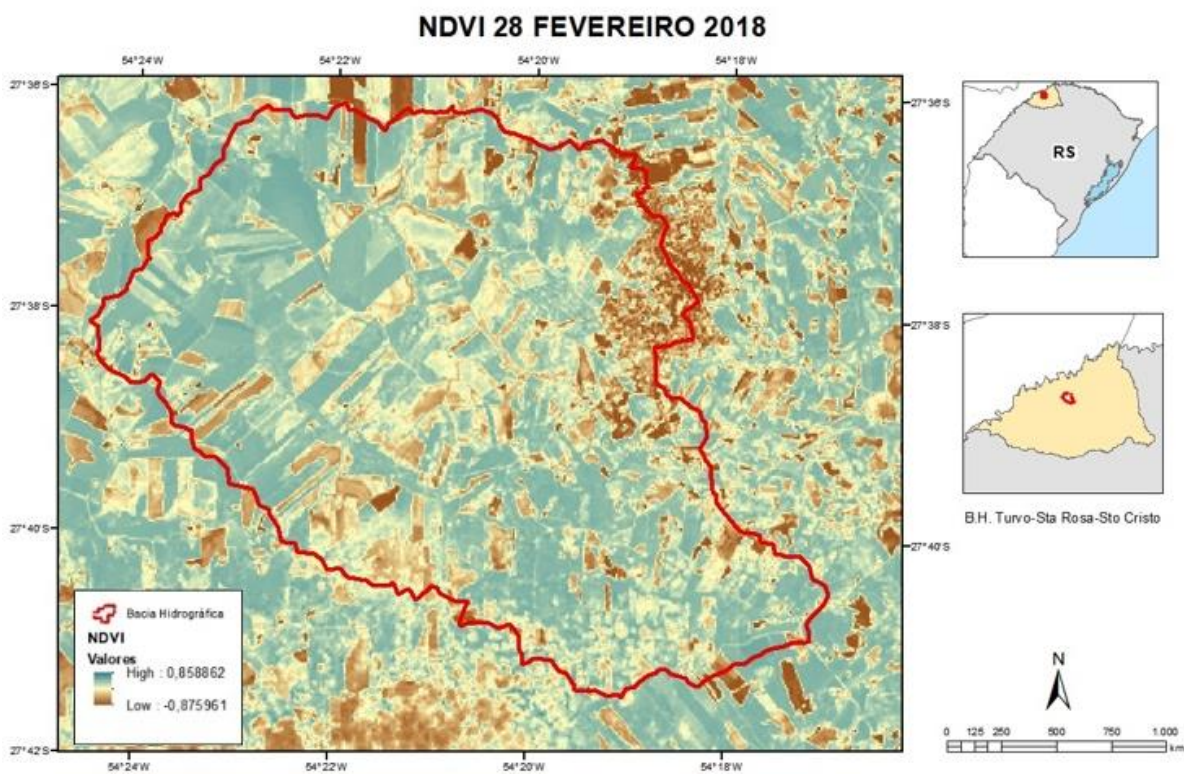 NDVI 28 FEVEREIRO 2018
54°24'W 54°22'W 54°20'W 54°18'W
27°36'S
27°36'S
27°38'S
27°38'S
27°40'S
27°40'S
27°42'S
54°24'W 54°22'W 54°20'W 54°18'W
Bacia Hidrográfica
NDVI
Valores
High : 0,858862
Low : -0,875961
RS
B.H. Turvo-Sta Rosa-Sto Cristo
N
0 125 250 500 750 1.000
km